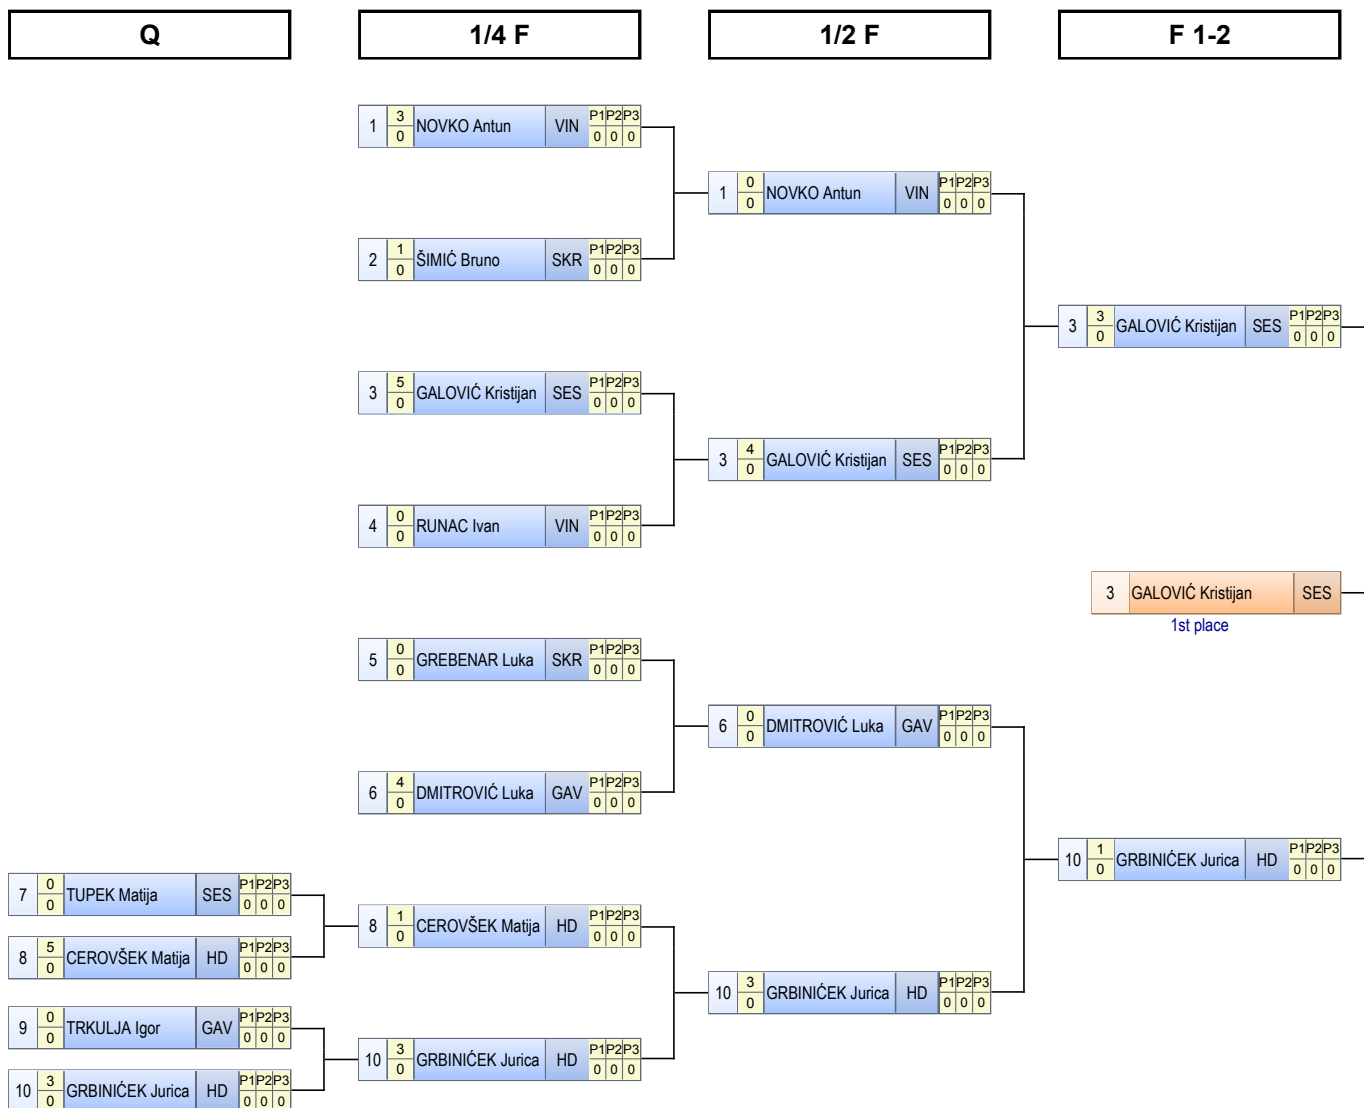 Q 1/4 F 1/2 F F 1-2
1 3 0 NOVKO Antun VIN P1 P2 P3 0 0 0
1 0 0 NOVKO Antun VIN P1 P2 P3 0 0 0
2 1 0 ŠIMIĆ Bruno SKR P1 P2 P3 0 0 0
3 3 0 GALOVIĆ Kristijan SES P1 P2 P3 0 0 0
3 5 0 GALOVIĆ Kristijan SES P1 P2 P3 0 0 0
3 4 0 GALOVIĆ Kristijan SES P1 P2 P3 0 0 0
4 0 0 RUNAC Ivan VIN P1 P2 P3 0 0 0
3 GALOVIĆ Kristijan SES
1st place
5 0 0 GREBENAR Luka SKR P1 P2 P3 0 0 0
6 0 0 DMITROVIĆ Luka GAV P1 P2 P3 0 0 0
6 4 0 DMITROVIĆ Luka GAV P1 P2 P3 0 0 0
10 1 0 GRBINIĆEK Jurica HD P1 P2 P3 0 0 0
7 0 0 TUPEK Matija SES P1 P2 P3 0 0 0
8 1 0 CEROVŠEK Matija HD P1 P2 P3 0 0 0
8 5 0 CEROVŠEK Matija HD P1 P2 P3 0 0 0
10 3 0 GRBINIĆEK Jurica HD P1 P2 P3 0 0 0
9 0 0 TRKULJA Igor GAV P1 P2 P3 0 0 0
10 3 0 GRBINIĆEK Jurica HD P1 P2 P3 0 0 0
10 3 0 GRBINIĆEK Jurica HD P1 P2 P3 0 0 0